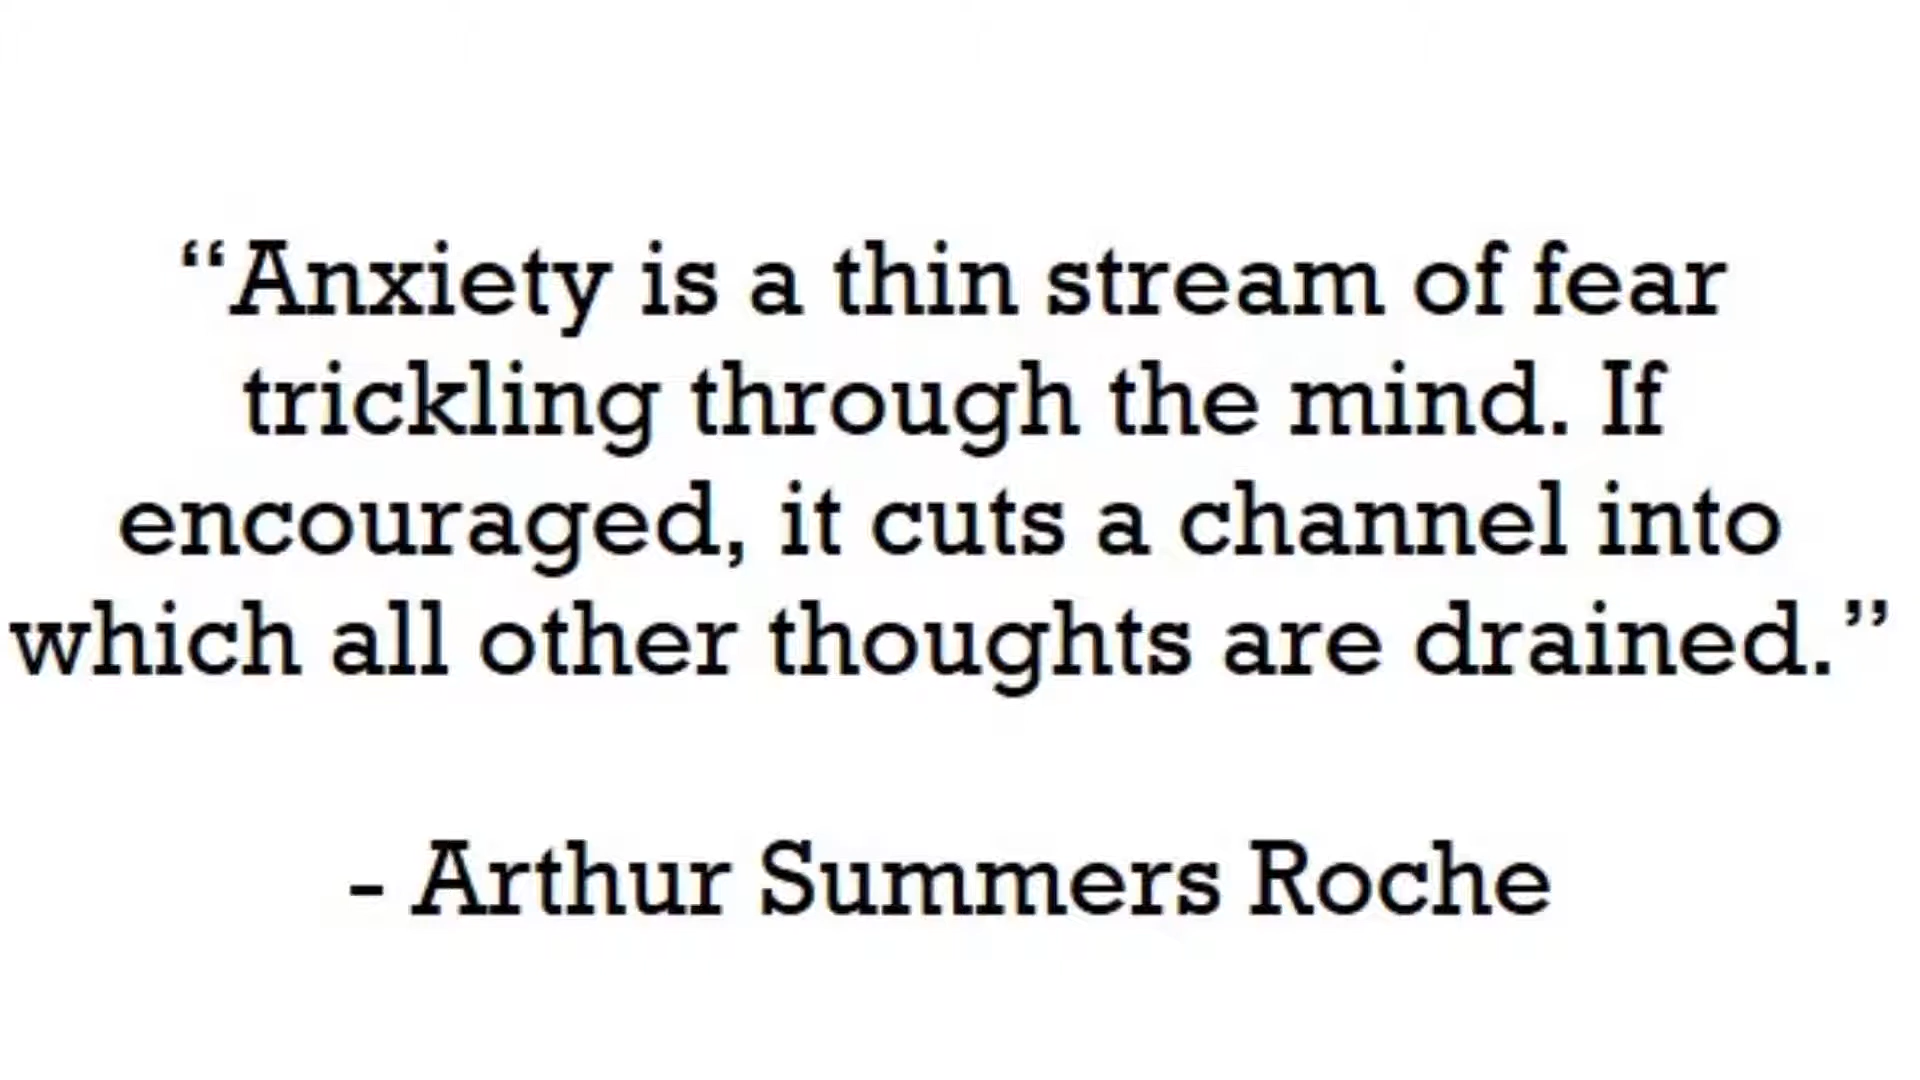 “Anxiety is a thin stream of fear
trickling through the mind. If
encouraged, it cuts a channel into
which all other thoughts are drained.”
- Arthur Summers Roche